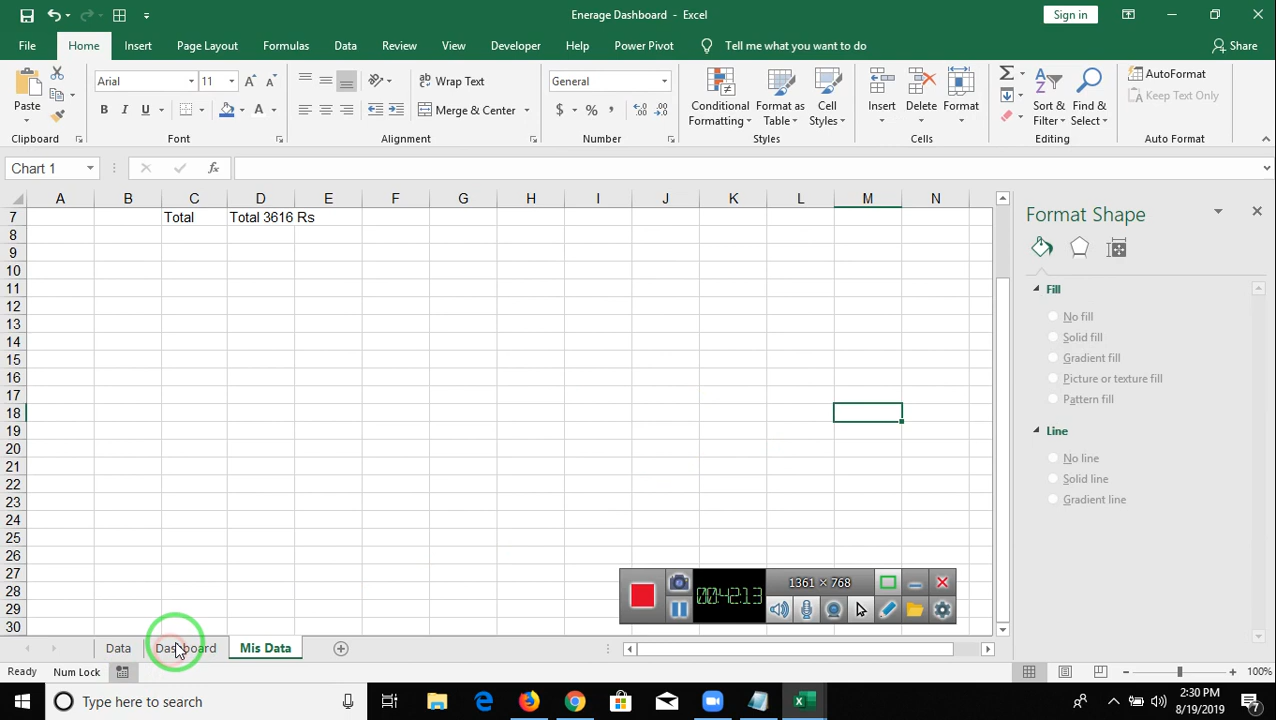 Enerage Dashboard - Excel
Sign in
File Home Insert Page Layout Formulas Data Review View Developer Help Power Pivot Tell me what you want to do Share
Paste
Clipboard
Arial 11
B I U
Font
Wrap Text
Merge & Center
Alignment
General
$ % ,
Number
Conditional Formatting
Format as Table
Cell Styles
Styles
Insert
Delete
Format
Cells
Sort & Filter
Find & Select
Editing
AutoFormat
Keep Text Only
Auto Format
Chart 1
fx
A B C D E F G H I J K L M N
7 Total Total 3616 Rs
8
9
10
11
12
13
14
15
16
17
18
19
20
21
22
23
24
25
26
27
28
29
30
Format Shape
Fill
No fill
Solid fill
Gradient fill
Picture or texture fill
Pattern fill
Line
No line
Solid line
Gradient line
00:42:13
1361 × 768
Data Dashboard Mis Data
Ready Num Lock
100%
Type here to search
2:30 PM
8/19/2019
7